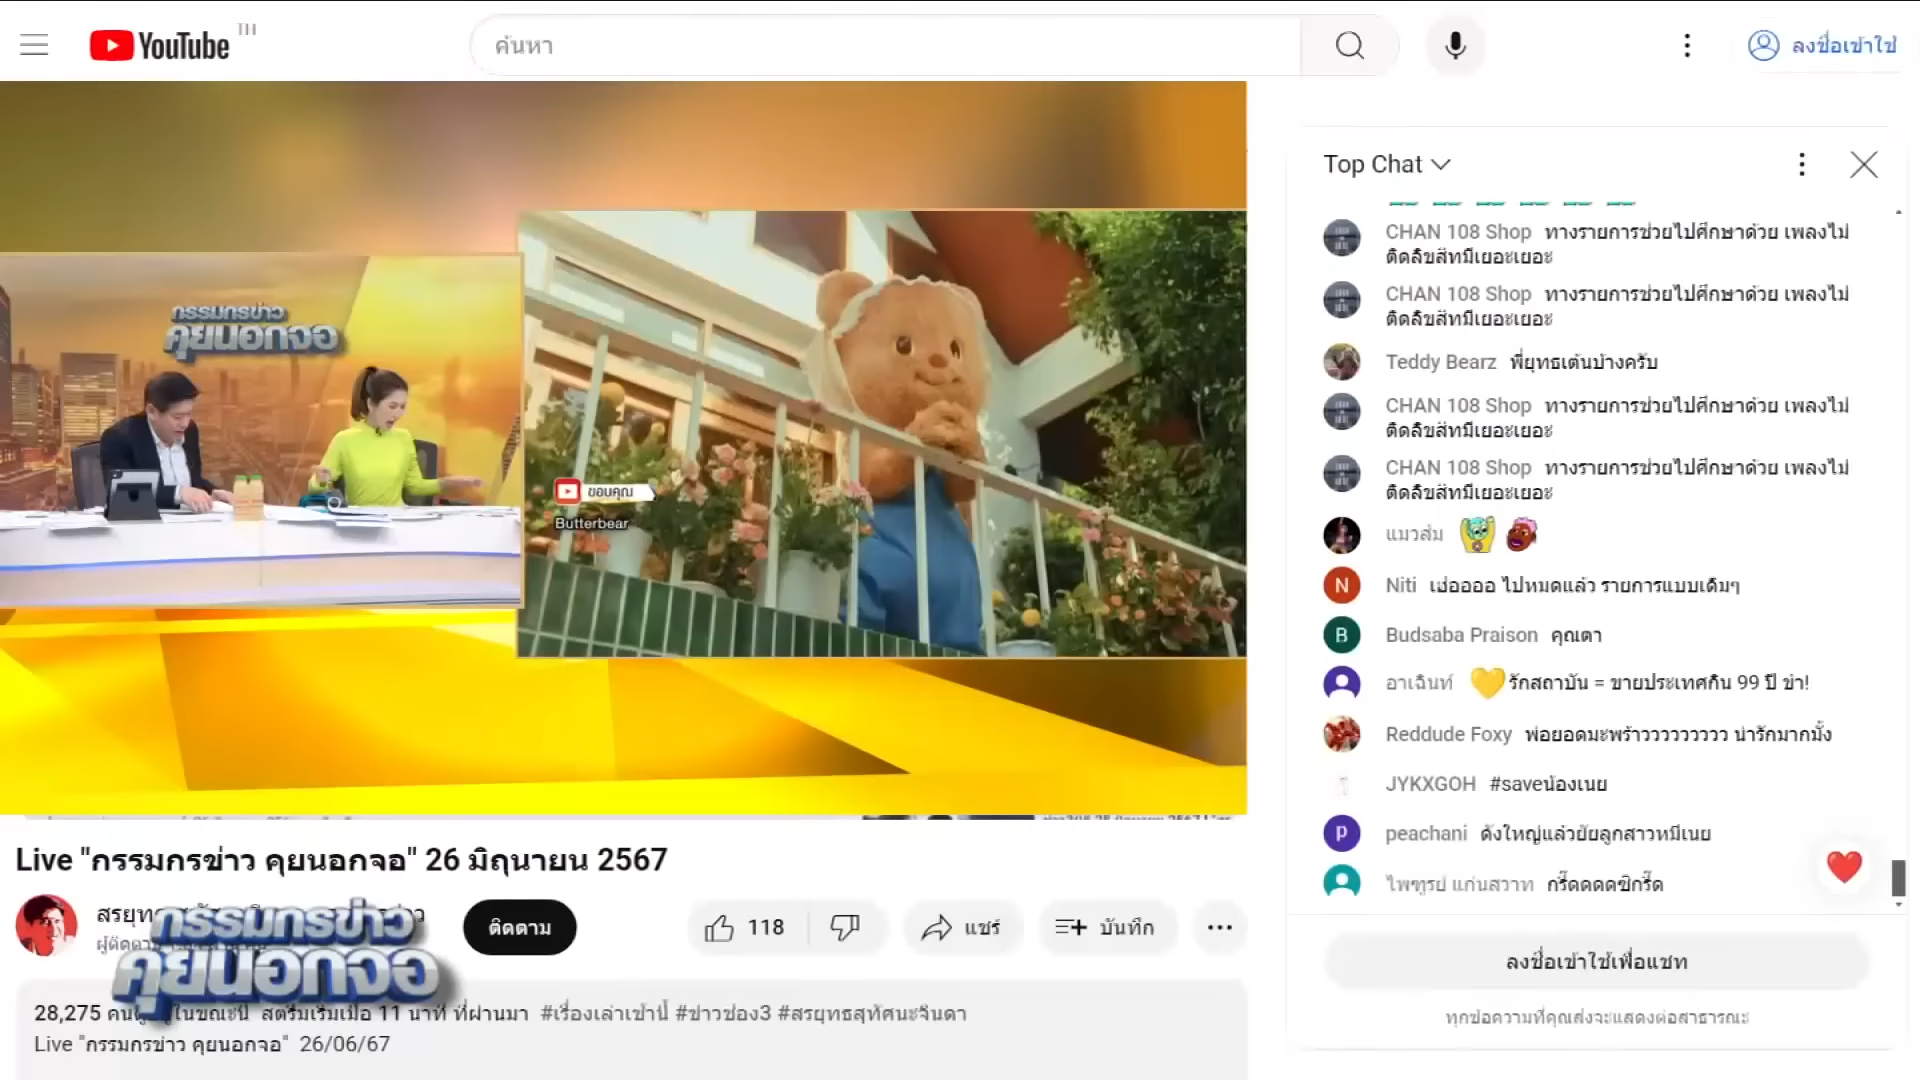 YouTube TH
ค้นหา
ลงชื่อเข้าใช้
Top Chat
CHAN 108 Shop ทางรายการช่วยไปศึกษาด้วย เพลงไม่
ติดลิขสิทมีเยอะเยอะ
CHAN 108 Shop ทางรายการช่วยไปศึกษาด้วย เพลงไม่
ติดลิขสิทมีเยอะเยอะ
Teddy Bearz พี่ยุทธเต้นบ้างครับ
CHAN 108 Shop ทางรายการช่วยไปศึกษาด้วย เพลงไม่
ติดลิขสิทมีเยอะเยอะ
CHAN 108 Shop ทางรายการช่วยไปศึกษาด้วย เพลงไม่
ติดลิขสิทมีเยอะเยอะ
แมวส้ม
N
Niti เฮ่อออออ ไปหมดแล้ว รายการแบบเดิมๆ
B
Budsaba Praison คุณตา
อาเฉินท์ 💛รักสถาบัน = ขายประเทศกิน 99 ปี ข่า!
Reddude Foxy พ่อยอดมะพร้าวววววววววว น่ารักมากมั้ง
JYKXGOH #saveน้องเนย
P
peachani ดังใหญ่แล้วยัยลูกสาวหมีเนย
ไพฑูรย์ แก่นสวาท กรี๊ดดดดซิกรี๊ด
ลงชื่อเข้าใช้เพื่อแชท
ทุกข้อความที่คุณส่งจะแสดงต่อสาธารณะ
กรรมกรข่าว
คุยนอกจอ
ขอบคุณ
Butterbear
Live "กรรมกรข่าว คุยนอกจอ" 26 มิถุนายน 2567
สรยุทธ
ติดตาม
118
แชร์
บันทึก
กรรมกรข่าว
คุยนอกจอ
28,275 คน ในขณะนี้ สตรีมเริ่มเมื่อ 11 นาที ที่ผ่านมา #เรื่องเล่าเช้านี้ #ข่าวช่อง3 #สรยุทธสุทัศนะจินดา
Live "กรรมกรข่าว คุยนอกจอ" 26/06/67